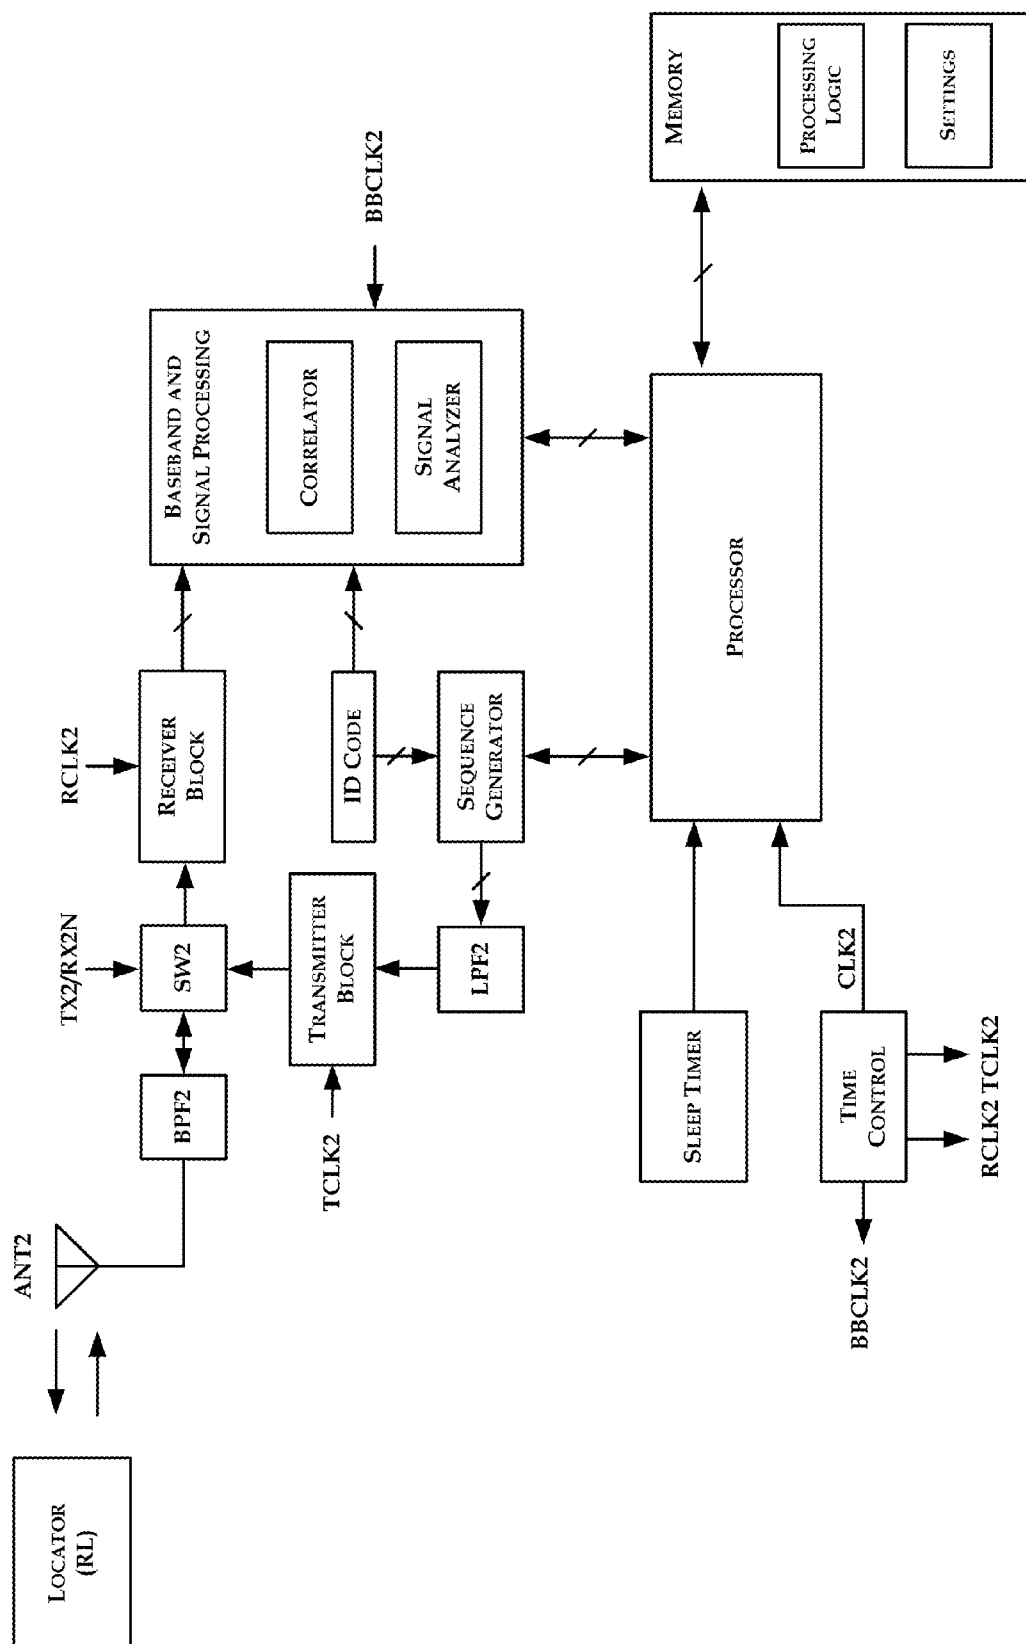 LOCATOR
(RL)
ANT2
BPF2
TX2/RX2N
SW2
RCLK2
RECEIVER
BLOCK
BASEBAND AND
SIGNAL PROCESSING
CORRELATOR
SIGNAL
ANALYZER
BBCLK2
TCLK2
TRANSMITTER
BLOCK
ID CODE
LPF2
SEQUENCE
GENERATOR
SLEEP TIMER
TIME
CONTROL
CLK2
BBCLK2
RCLK2 TCLK2
PROCESSOR
MEMORY
PROCESSING
LOGIC
SETTINGS